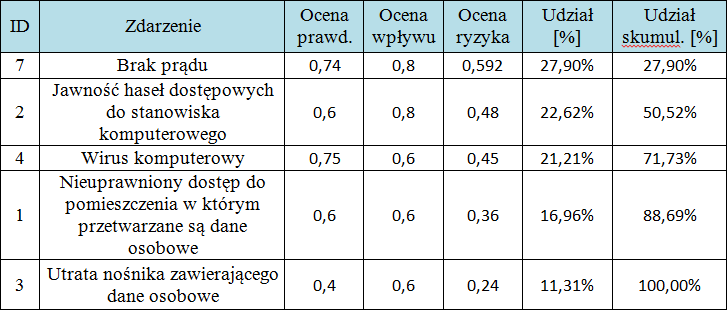 ID Zdarzenie Ocena prawd. Ocena wpływu Ocena ryzyka Udział [%] Udział skumul. [%]
7 Brak prądu 0,74 0,8 0,592 27,90% 27,90%
2 Jawność haseł dostępowych do stanowiska komputerowego 0,6 0,8 0,48 22,62% 50,52%
4 Wirus komputerowy 0,75 0,6 0,45 21,21% 71,73%
1 Nieuprawniony dostęp do pomieszczenia w którym przetwarzane są dane osobowe 0,6 0,6 0,36 16,96% 88,69%
3 Utrata nośnika zawierającego dane osobowe 0,4 0,6 0,24 11,31% 100,00%